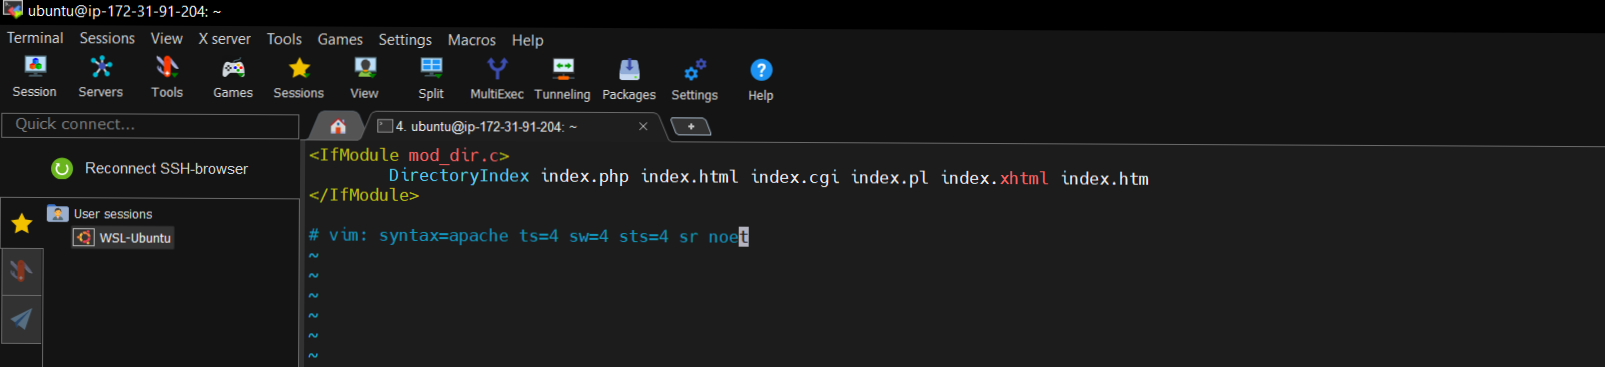 ubuntu@ip-172-31-91-204: ~
Terminal Sessions View X server Tools Games Settings Macros Help
Session Servers Tools Games Sessions View Split MultiExec Tunneling Packages Settings Help
Quick connect...
4. ubuntu@ip-172-31-91-204: ~
Reconnect SSH-browser
User sessions
WSL-Ubuntu
<IfModule mod_dir.c>
        DirectoryIndex index.php index.html index.cgi index.pl index.xhtml index.htm
</IfModule>

# vim: syntax=apache ts=4 sw=4 sts=4 sr noet
~
~
~
~
~
~